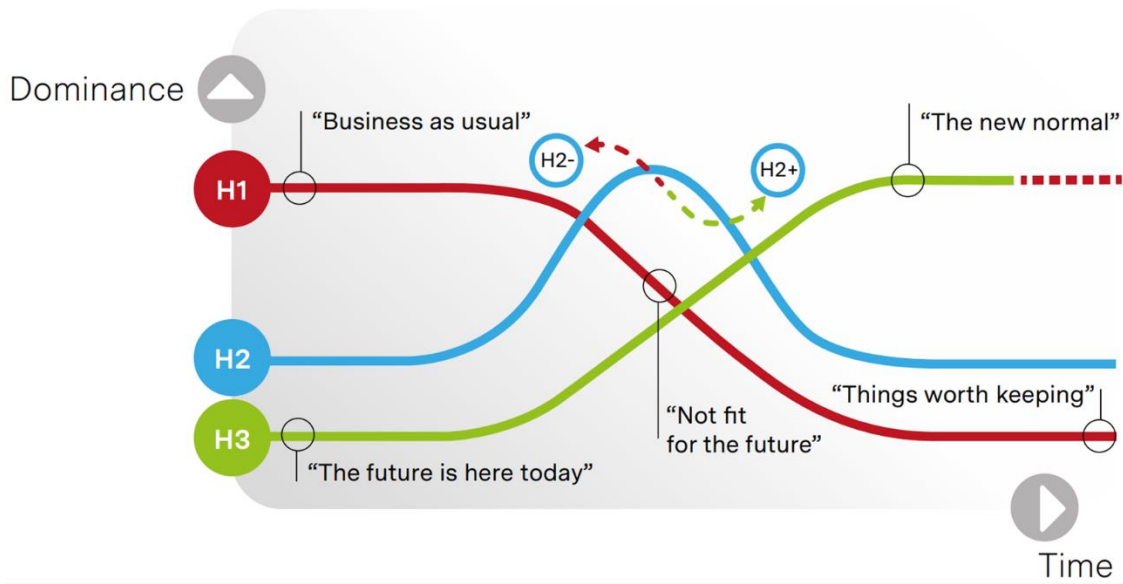 Dominance
“Business as usual”
“The new normal”
H2-
H2+
H1
H2
“Things worth keeping”
“Not fit
for the future”
H3
“The future is here today”
Time